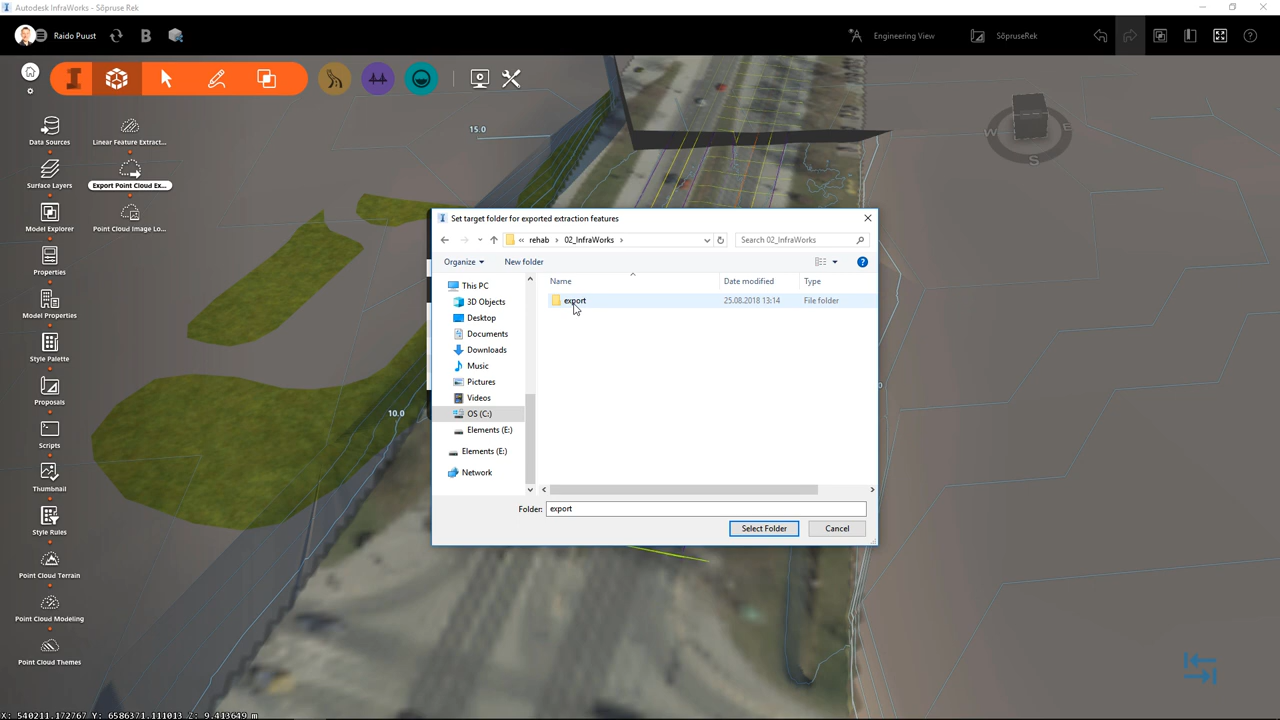 Autodesk InfraWorks - Sõpruse Rek
Raido Puust
Engineering View
SõpruseRek
Data Sources
Linear Feature Extract...
Surface Layers
Export Point Cloud Ex...
Model Explorer
Point Cloud Image Lo...
Properties
Model Properties
Style Palette
Proposals
Scripts
Thumbnail
Style Rules
Point Cloud Terrain
Point Cloud Modeling
Point Cloud Themes
15.0
10.0
W
E
S
Set target folder for exported extraction features
« rehab › 02_InfraWorks ›
Search 02_InfraWorks
Organize
New folder
This PC
3D Objects
Desktop
Documents
Downloads
Music
Pictures
Videos
OS (C:)
Elements (E:)
Elements (E:)
Network
Name Date modified Type
export 25.08.2018 13:14 File folder
Folder: export
Select Folder
Cancel
X: 540211.172767 Y: 6586371.111013 Z: 9.413649 m